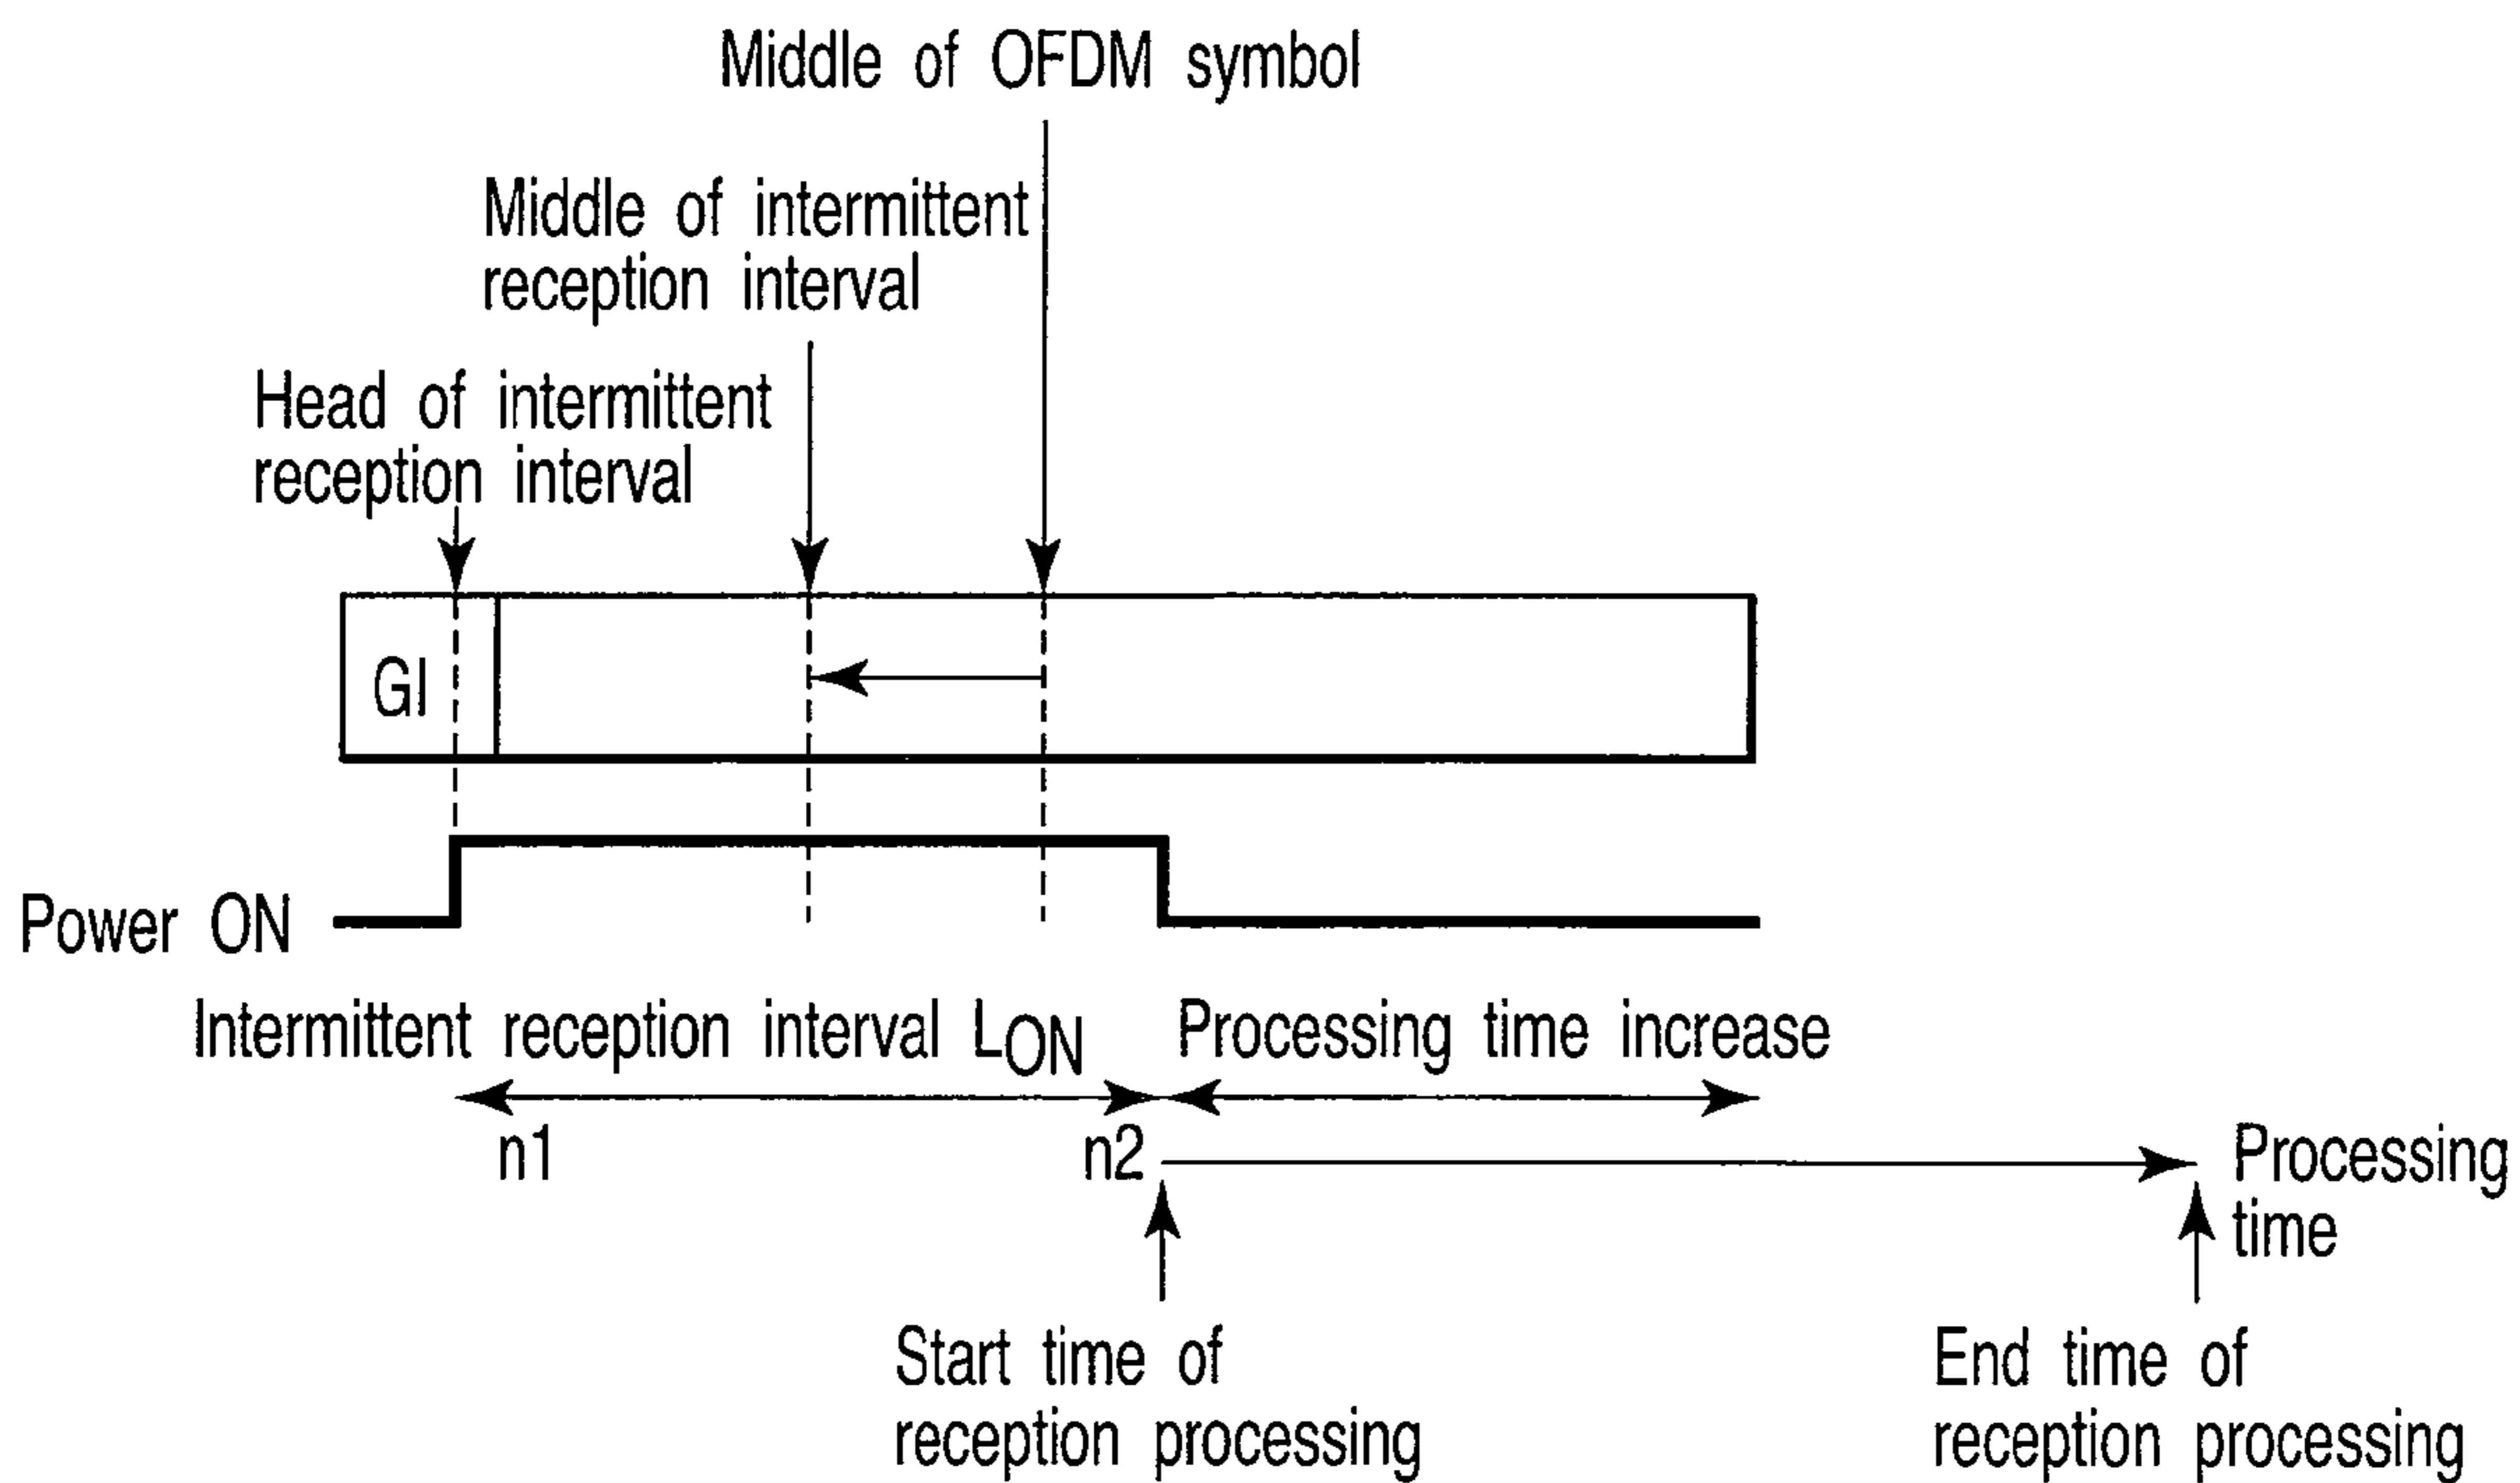 Middle of OFDM symbol
Middle of intermittent
reception interval
Head of intermittent
reception interval
GI
Power ON
Intermittent reception interval LON
Processing time increase
n1
n2
Processing
time
Start time of
reception processing
End time of
reception processing